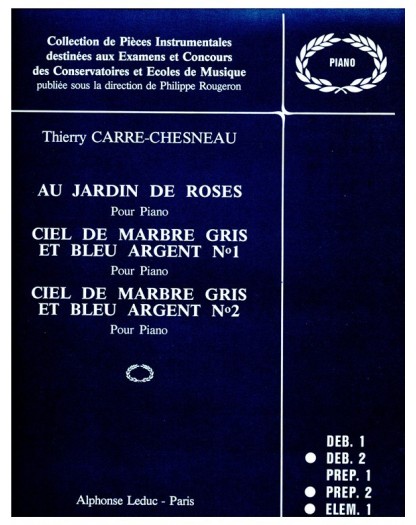 Collection de Pièces Instrumentales
destinées aux Examens et Concours
des Conservatoires et Ecoles de Musique
publiée sous la direction de Philippe Rougeron
PIANO
Thierry CARRE-CHESNEAU
AU JARDIN DE ROSES
Pour Piano
CIEL DE MARBRE GRIS
ET BLEU ARGENT Nº1
Pour Piano
CIEL DE MARBRE GRIS
ET BLEU ARGENT Nº2
Pour Piano
DEB. 1
● DEB. 2
PREP. 1
● PREP. 2
● ELEM. 1
Alphonse Leduc - Paris